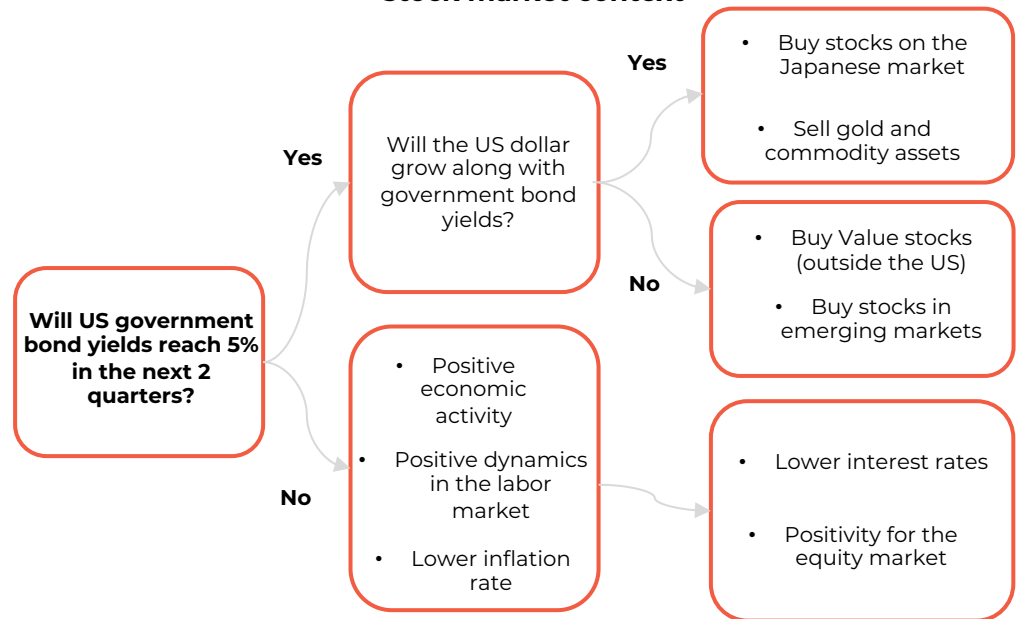 Yes
• Buy stocks on the
Japanese market
• Sell gold and
commodity assets
Yes
Will the US dollar
grow along with
government bond
yields?
No
• Buy Value stocks
(outside the US)
• Buy stocks in
emerging markets
Will US government
bond yields reach 5%
in the next 2
quarters?
No
• Positive
economic
activity
• Positive dynamics
in the labor
market
• Lower inflation
rate
• Lower interest rates
• Positivity for the
equity market